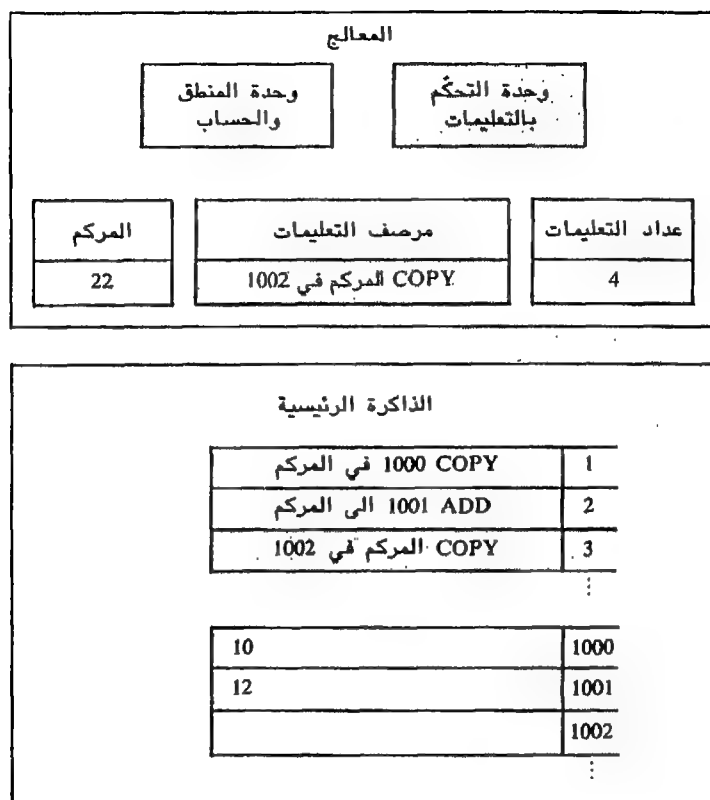 المعالج
وحدة التحكّم
بالتعليمات
وحدة المنطق
والحساب
عداد التعليمات
4
مرصف التعليمات
COPY المركم في 1002
المركم
22
الذاكرة الرئيسية
1 COPY 1000 في المركم
2 ADD 1001 الى المركم
3 COPY المركم في 1002
⋮
1000 10
1001 12
1002
⋮